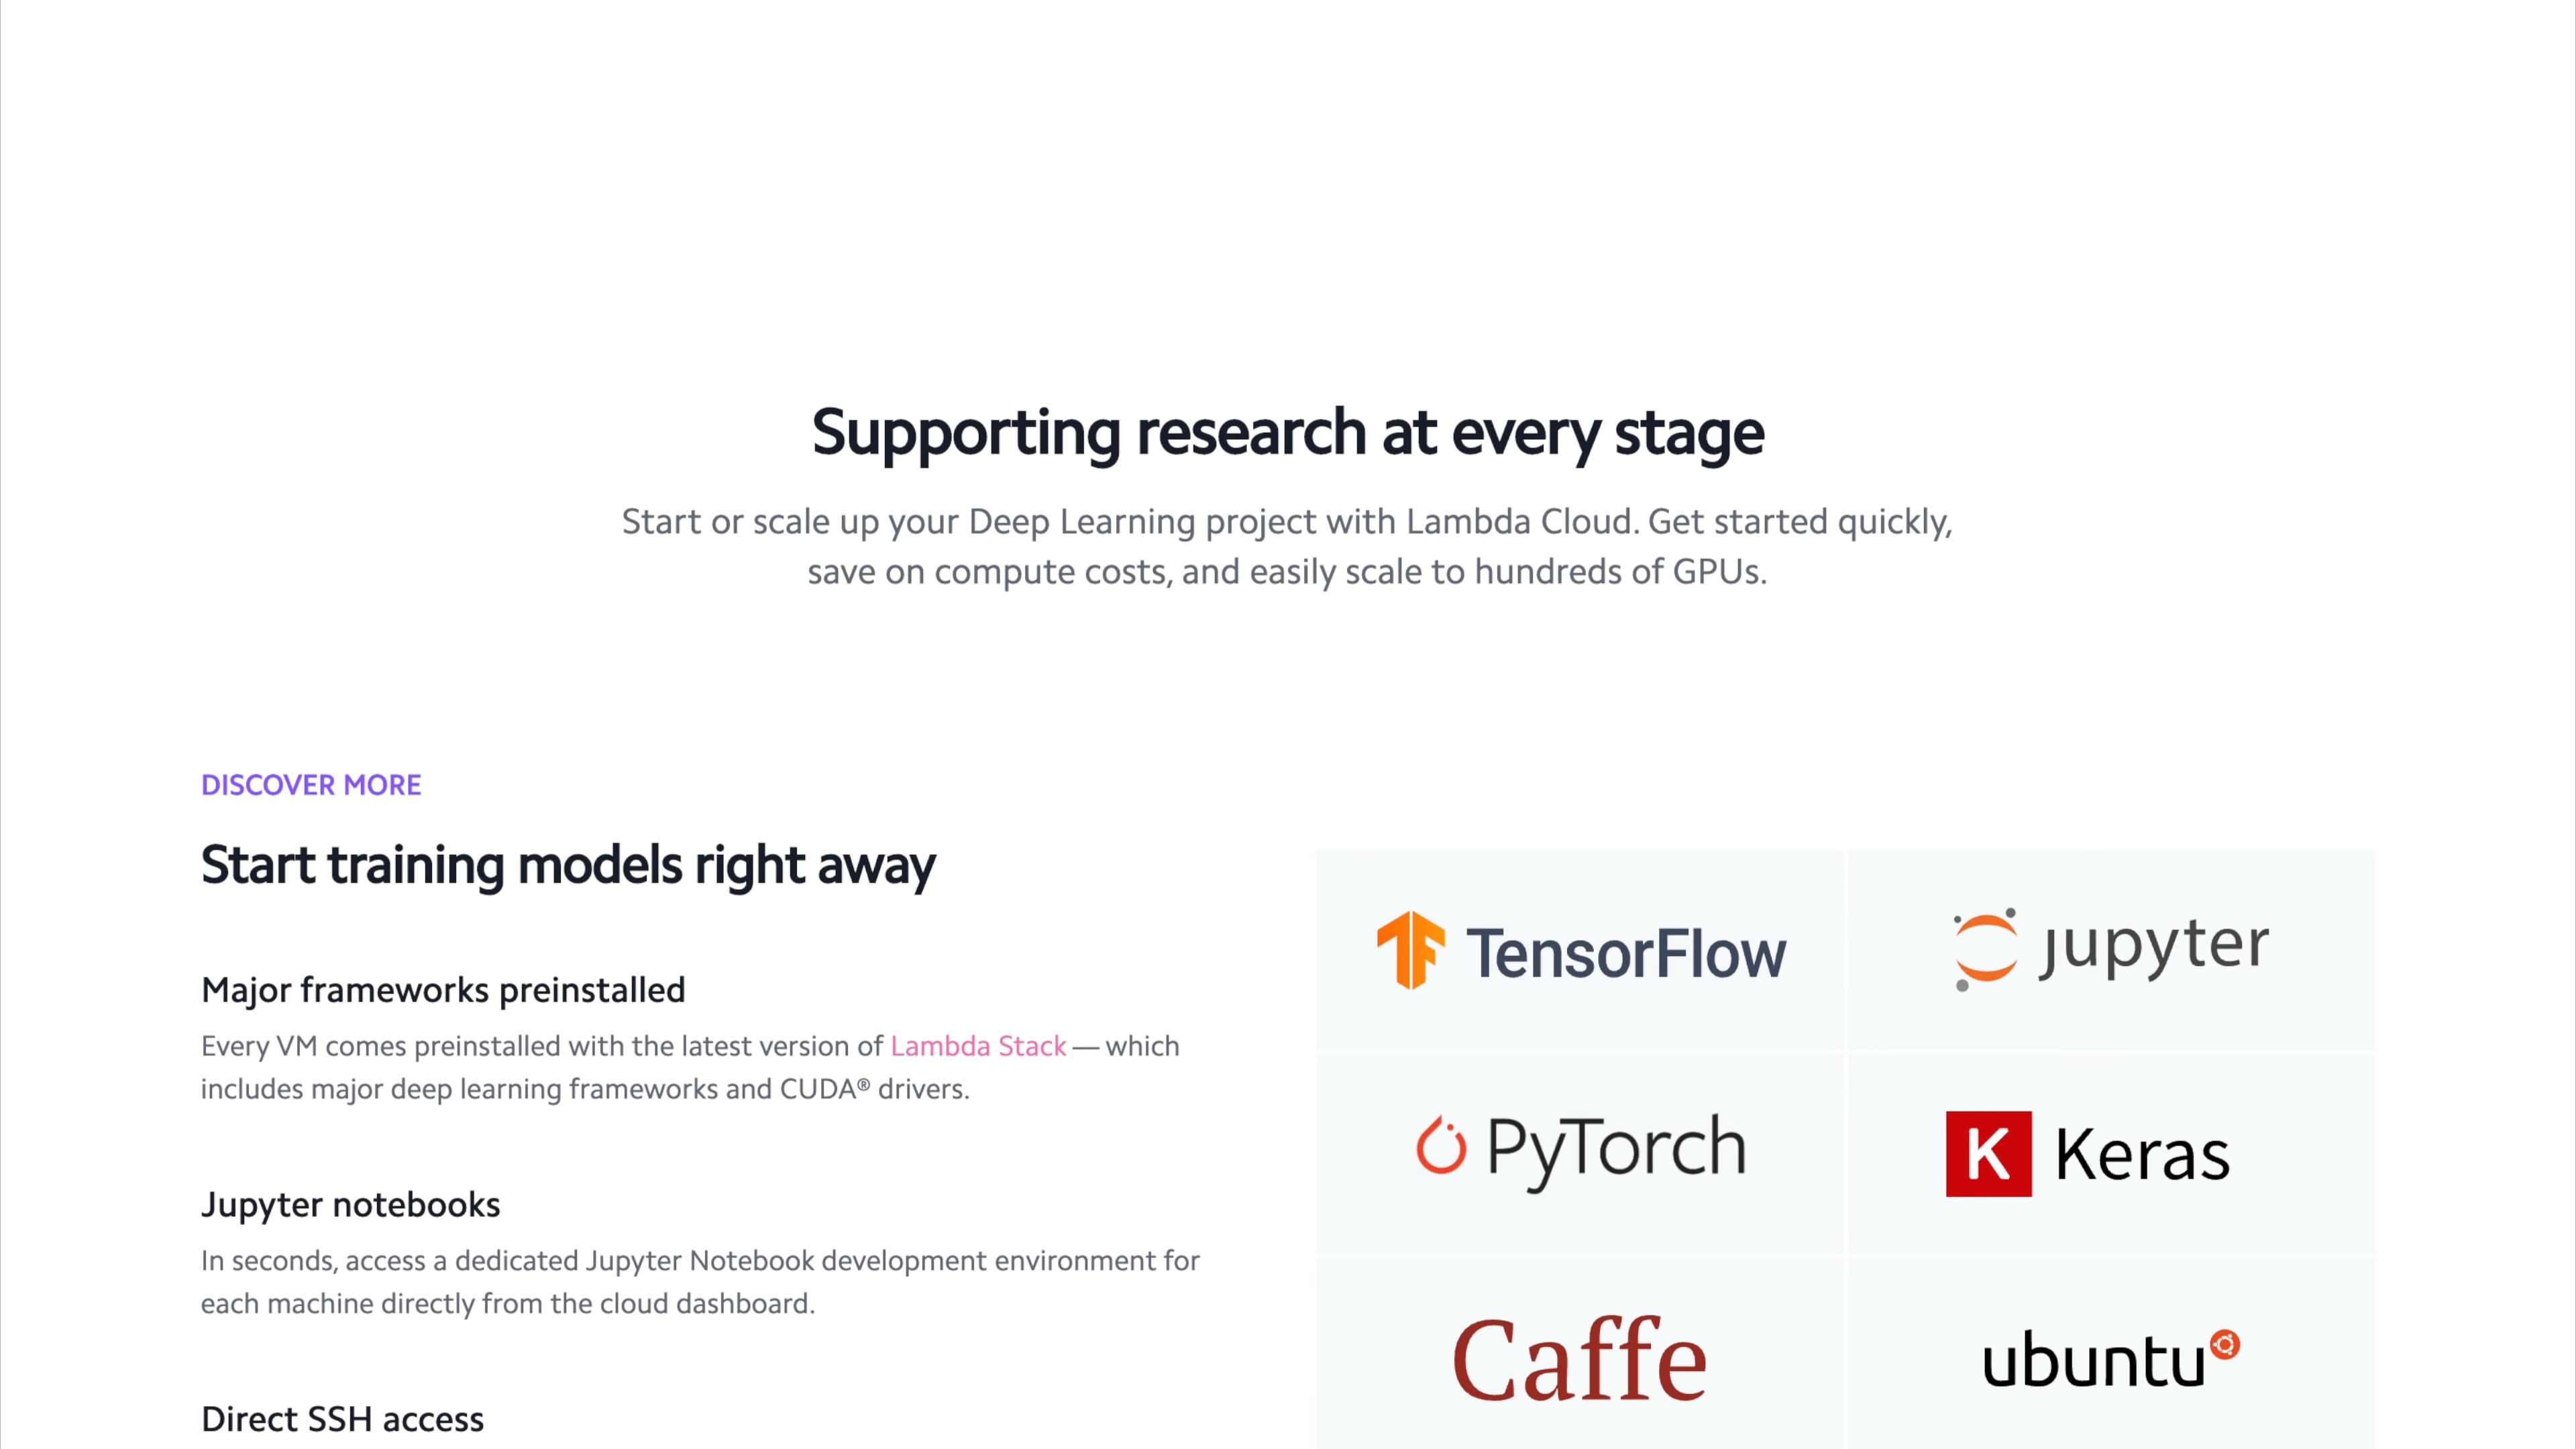 Supporting research at every stage
Start or scale up your Deep Learning project with Lambda Cloud. Get started quickly,
save on compute costs, and easily scale to hundreds of GPUs.
DISCOVER MORE
Start training models right away
Major frameworks preinstalled
Every VM comes preinstalled with the latest version of Lambda Stack — which
includes major deep learning frameworks and CUDA® drivers.
Jupyter notebooks
In seconds, access a dedicated Jupyter Notebook development environment for
each machine directly from the cloud dashboard.
Direct SSH access
TensorFlow
jupyter
PyTorch
K Keras
Caffe
ubuntu